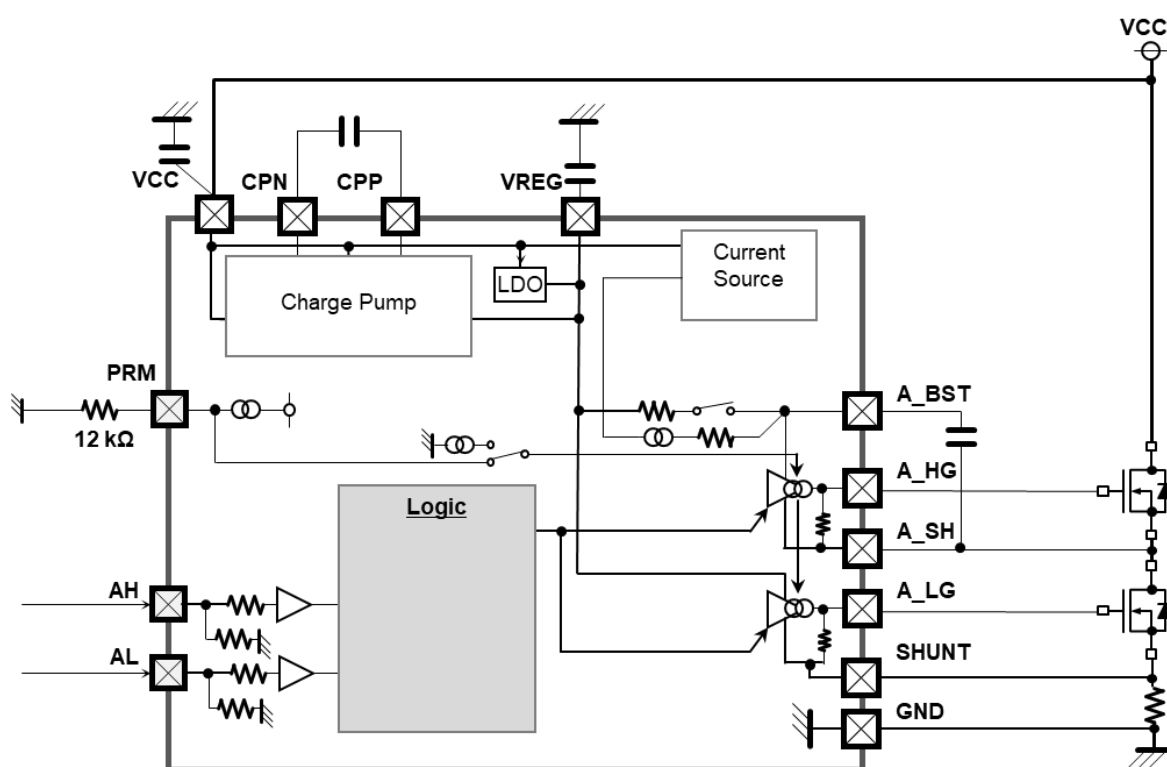 VCC
VCC
CPN
CPP
VREG
Current
Source
LDO
Charge Pump
PRM
12 kΩ
A_BST
A_HG
Logic
A_SH
AH
A_LG
AL
SHUNT
GND